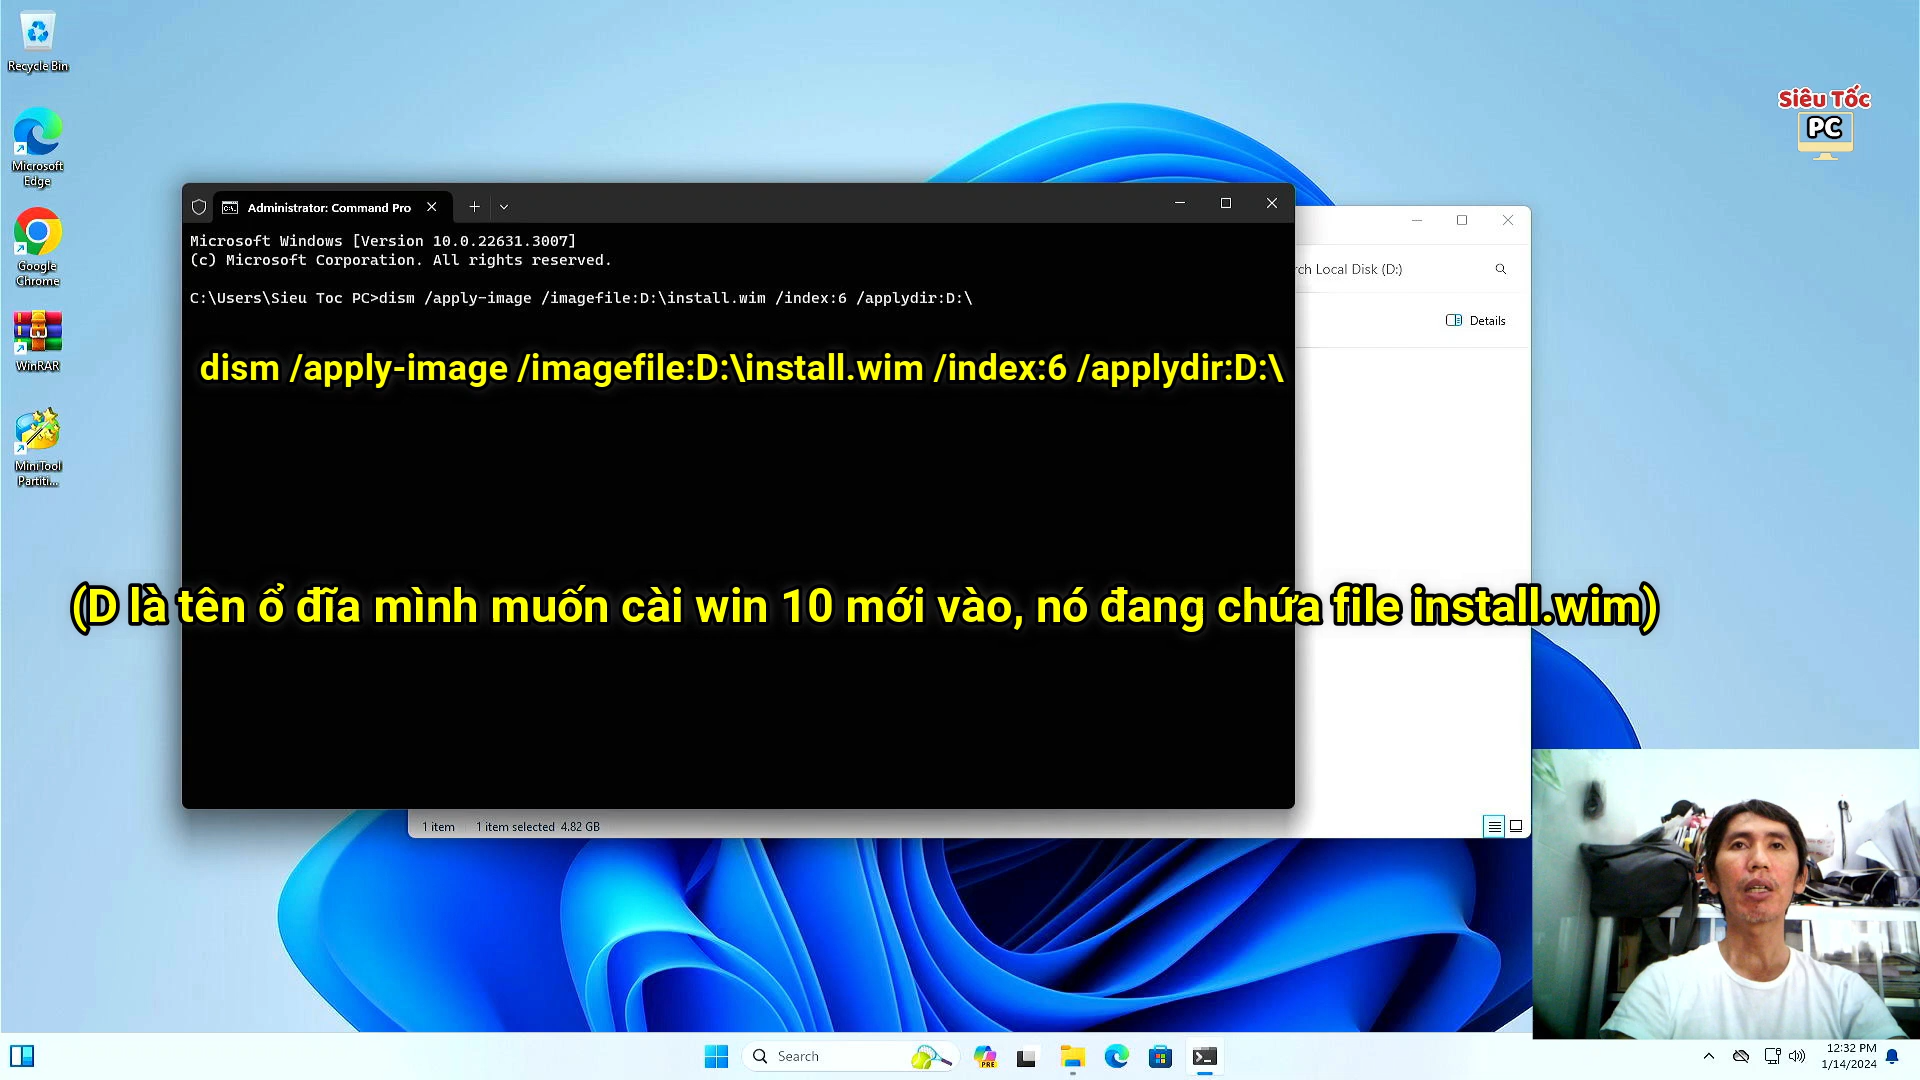 Recycle Bin
Microsoft
Edge
Google
Chrome
WinRAR
MiniTool
Partiti...
Siêu Tốc
PC
Administrator: Command Pro
Microsoft Windows [Version 10.0.22631.3007]
(c) Microsoft Corporation. All rights reserved.
C:\Users\Sieu Toc PC>dism /apply-image /imagefile:D:\install.wim /index:6 /applydir:D:\
dism /apply-image /imagefile:D:\install.wim /index:6 /applydir:D:\
(D là tên ổ đĩa mình muốn cài win 10 mới vào, nó đang chứa file install.wim)
rch Local Disk (D:)
Details
1 item 1 item selected 4.82 GB
Search
PRE
12:32 PM
1/14/2024